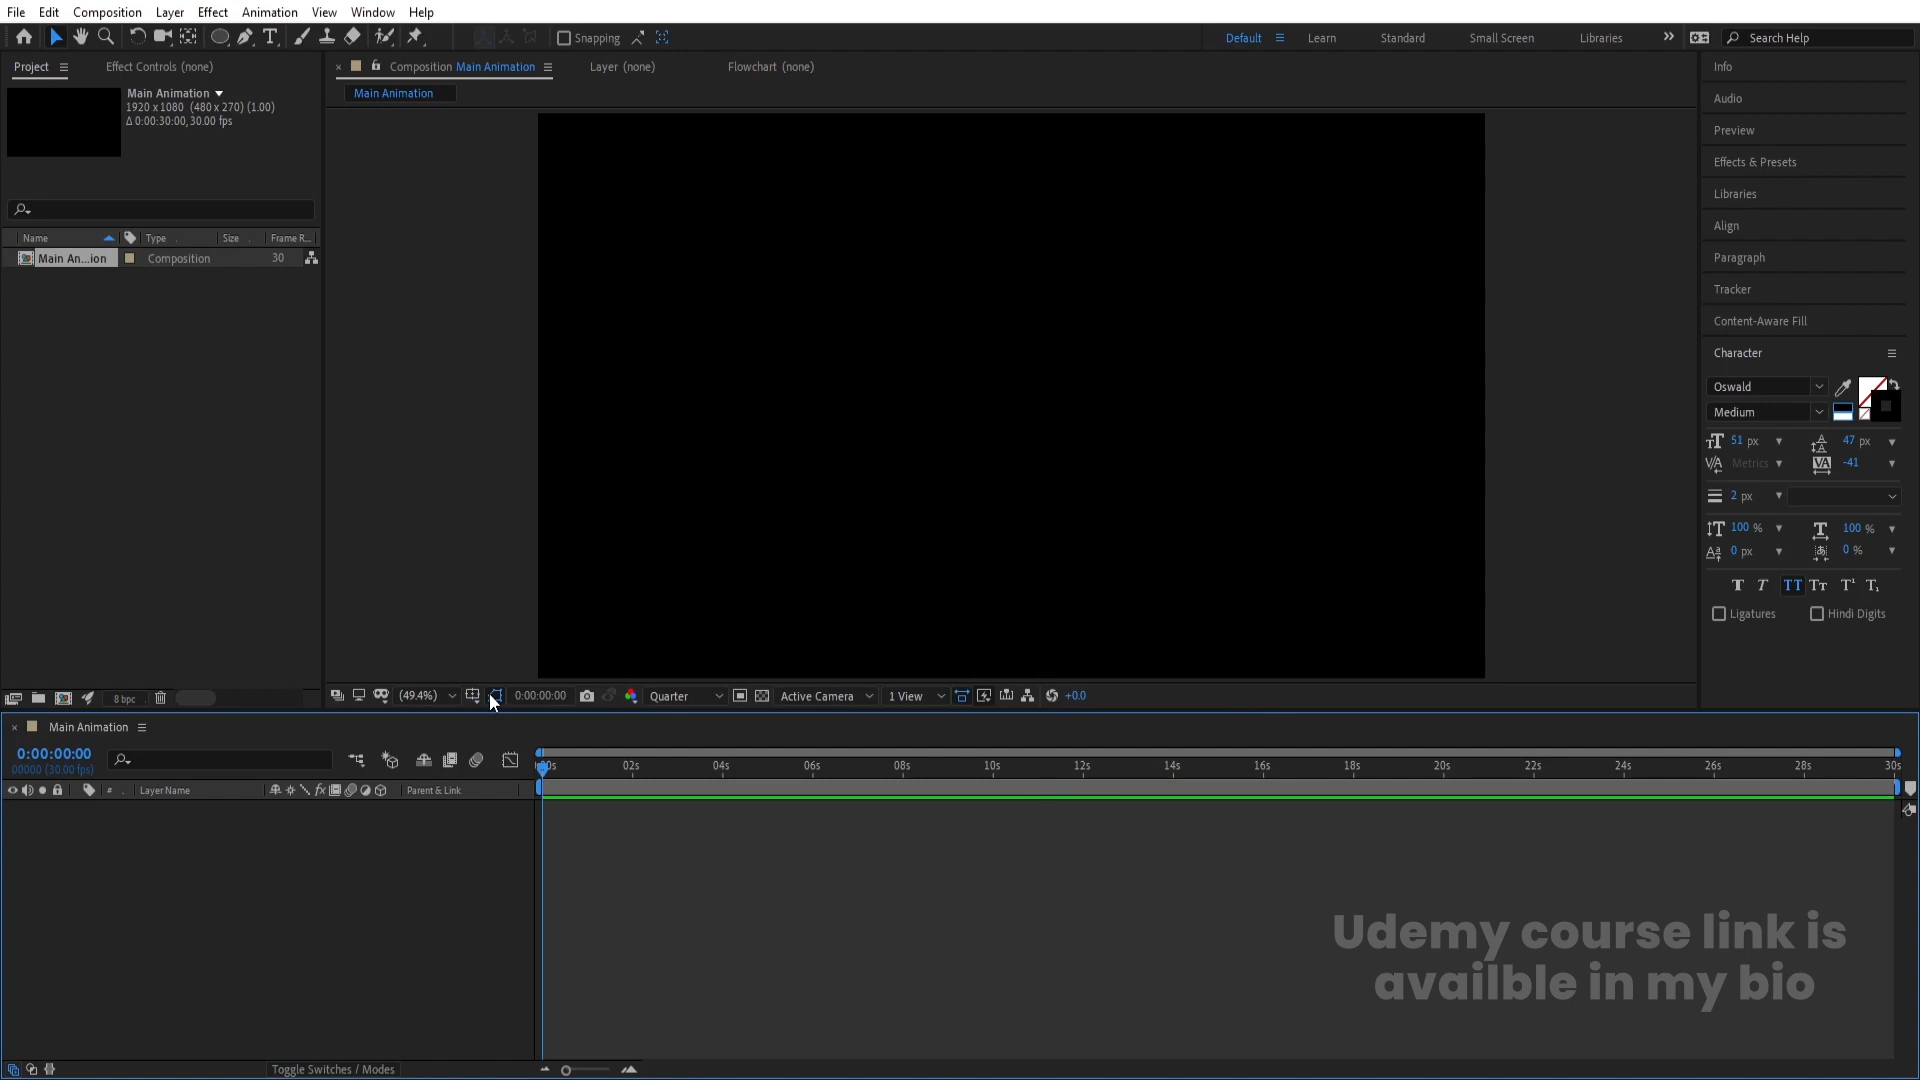 File Edit Composition Layer Effect Animation View Window Help
Snapping Default Learn Standard Small Screen Libraries Search Help
Project Effect Controls (none)
Composition Main Animation Layer (none) Flowchart (none)
Main Animation
Main Animation
1920 x 1080 (480 x 270) (1.00)
Δ 0:00:30:00, 30.00 fps
Name Type Size Frame R...
Main An...ion Composition 30
Info
Audio
Preview
Effects & Presets
Libraries
Align
Paragraph
Tracker
Content-Aware Fill
Character
Oswald
Medium
51 px 47 px
Metrics -41
2 px
100 % 100 %
0 px 0 %
Ligatures Hindi Digits
8 bpc (49.4%) 0:00:00:00 Quarter Active Camera 1 View +0.0
Main Animation
0:00:00:00
00000 (30.00 fps)
02s 04s 06s 08s 10s 12s 14s 16s 18s 20s 22s 24s 26s 28s 30s
# Layer Name Parent & Link
Udemy course link is
availble in my bio
Toggle Switches / Modes